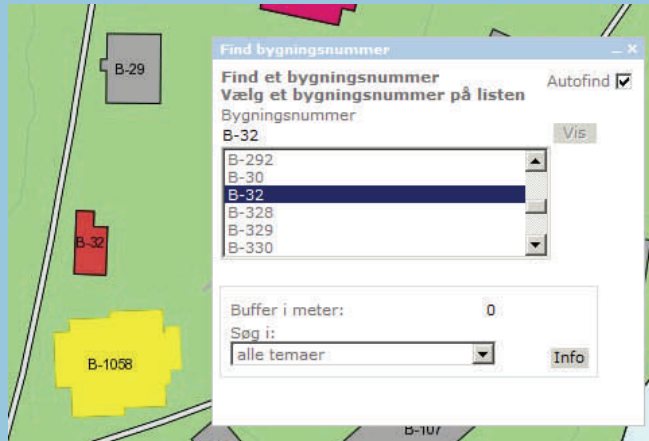 B-29
B-32
B-1058
B-107
Find bygningsnummer
Find et bygningsnummer
Vælg et bygningsnummer på listen
Autofind
Bygningsnummer
B-32
Vis
B-292
B-30
B-32
B-328
B-329
B-330
Buffer i meter: 0
Søg i:
alle temaer
Info